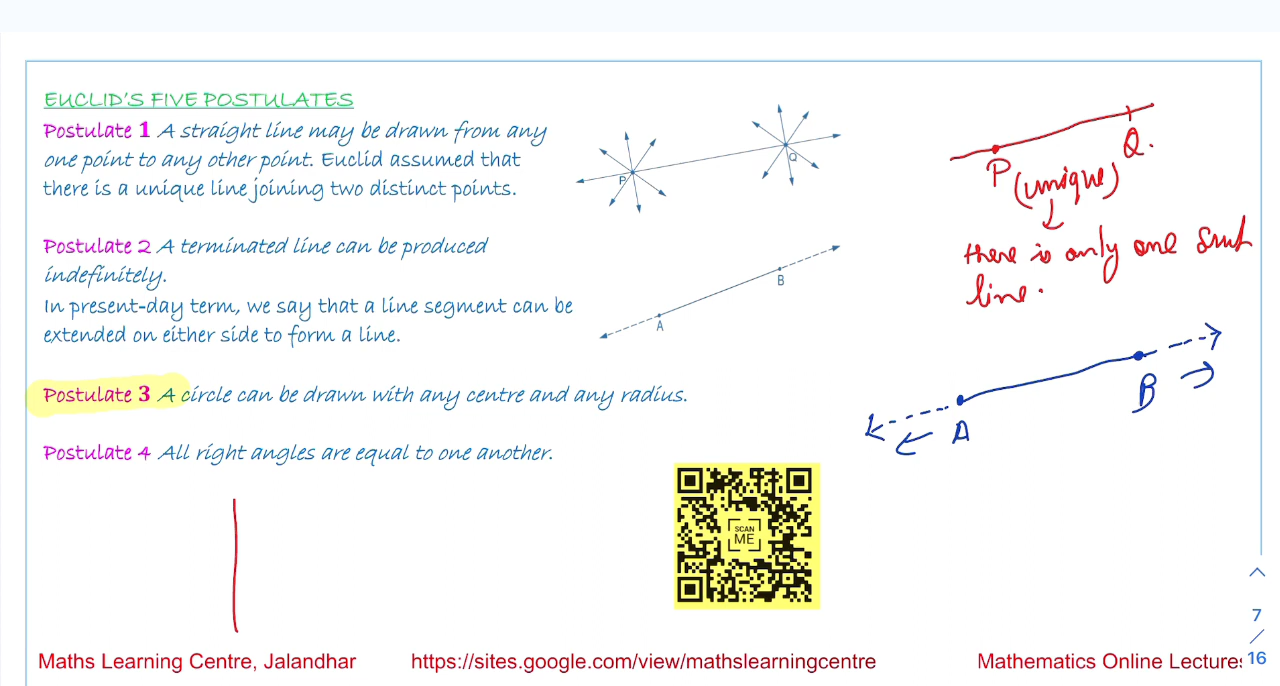 EUCLID'S FIVE POSTULATES
Postulate 1 A straight line may be drawn from any
one point to any other point. Euclid assumed that
there is a unique line joining two distinct points.
P
Q
P
Q.
(unique)
there is only one such
line.
Postulate 2 A terminated line can be produced
indefinitely.
In present-day term, we say that a line segment can be
extended on either side to form a line.
A
B
A
B
Postulate 3 A circle can be drawn with any centre and any radius.
Postulate 4 All right angles are equal to one another.
SCAN
ME
7
/
16
Maths Learning Centre, Jalandhar
https://sites.google.com/view/mathslearningcentre
Mathematics Online Lectures